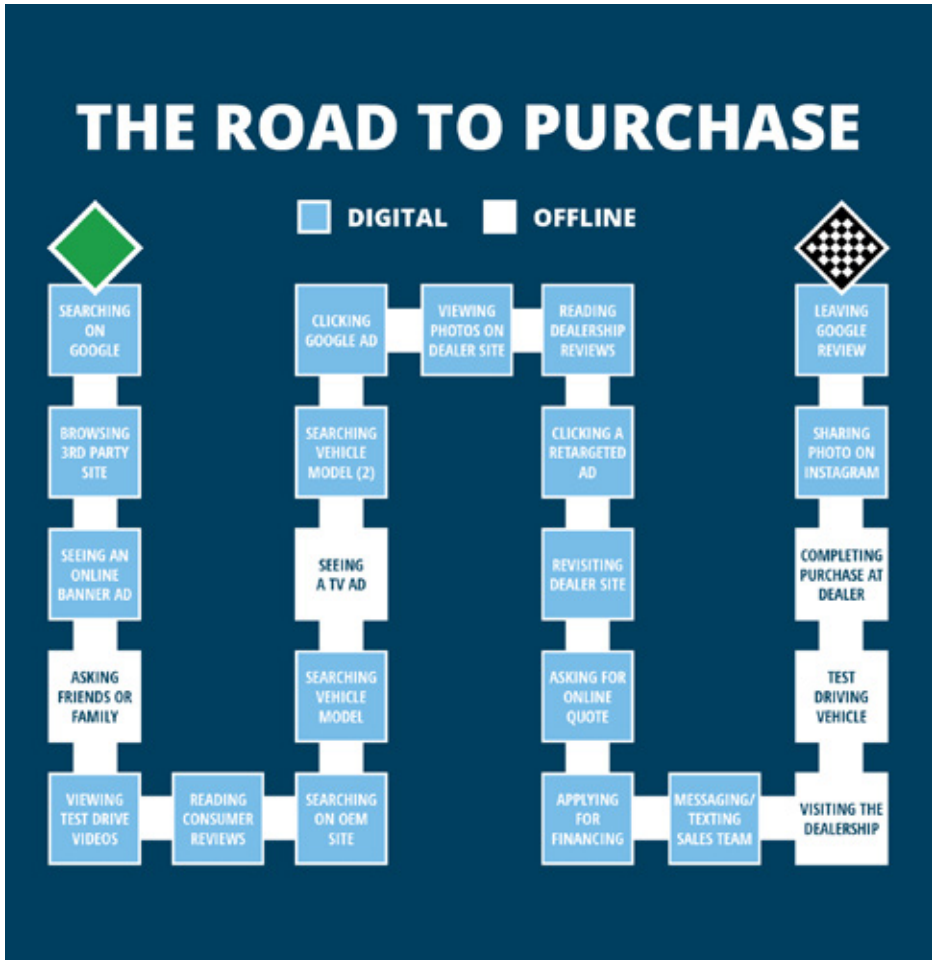 THE ROAD TO PURCHASE
DIGITAL
OFFLINE
SEARCHING
ON
GOOGLE
BROWSING
3RD PARTY
SITE
SEEING AN
ONLINE
BANNER AD
ASKING
FRIENDS OR
FAMILY
VIEWING
TEST DRIVE
VIDEOS
READING
CONSUMER
REVIEWS
SEARCHING
ON OEM
SITE
SEARCHING
VEHICLE
MODEL
SEEING
A TV AD
SEARCHING
VEHICLE
MODEL (2)
CLICKING
GOOGLE AD
VIEWING
PHOTOS ON
DEALER SITE
READING
DEALERSHIP
REVIEWS
CLICKING A
RETARGETED
AD
REVISITING
DEALER SITE
ASKING FOR
ONLINE
QUOTE
APPLYING
FOR
FINANCING
MESSAGING/
TEXTING
SALES TEAM
VISITING THE
DEALERSHIP
TEST
DRIVING
VEHICLE
COMPLETING
PURCHASE AT
DEALER
SHARING
PHOTO ON
INSTAGRAM
LEAVING
GOOGLE
REVIEW